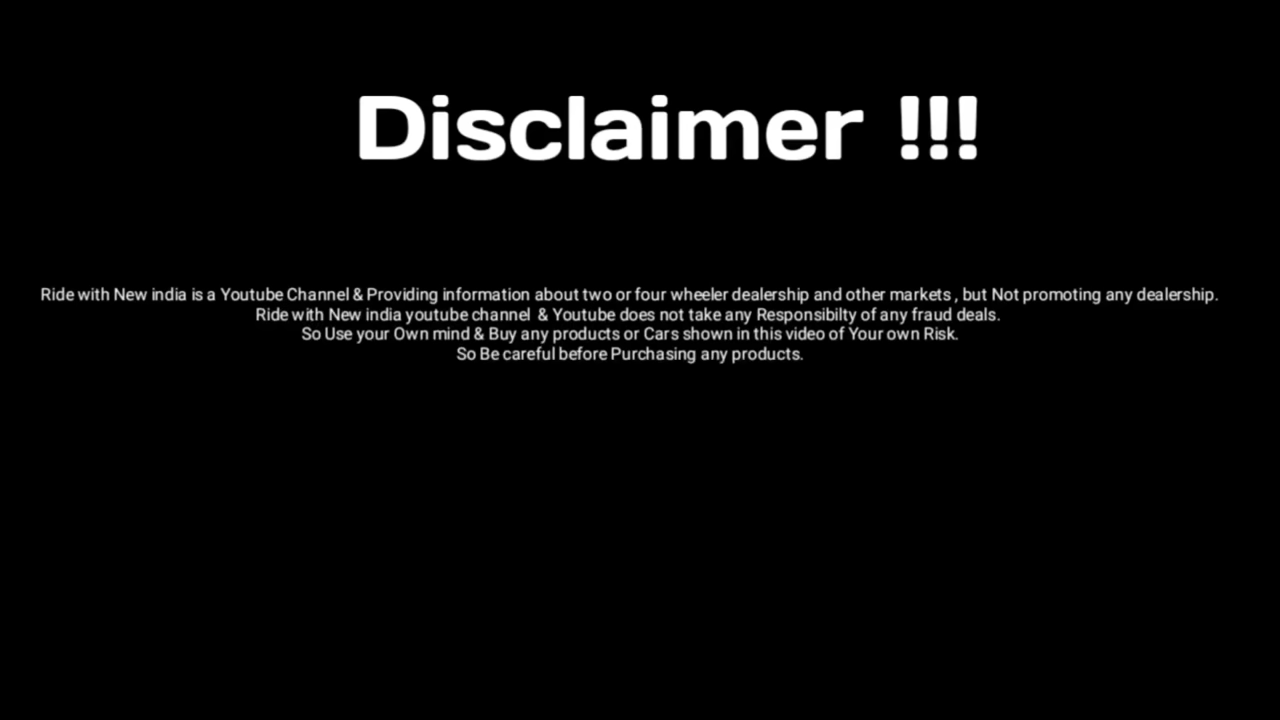 Disclaimer !!!
Ride with New india is a Youtube Channel & Providing information about two or four wheeler dealership and other markets , but Not promoting any dealership.
Ride with New india youtube channel & Youtube does not take any Responsibilty of any fraud deals.
So Use your Own mind & Buy any products or Cars shown in this video of Your own Risk.
So Be careful before Purchasing any products.